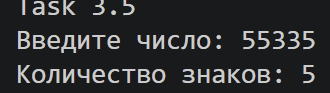 Task 3.5
Введите число: 55335
Количество знаков: 5